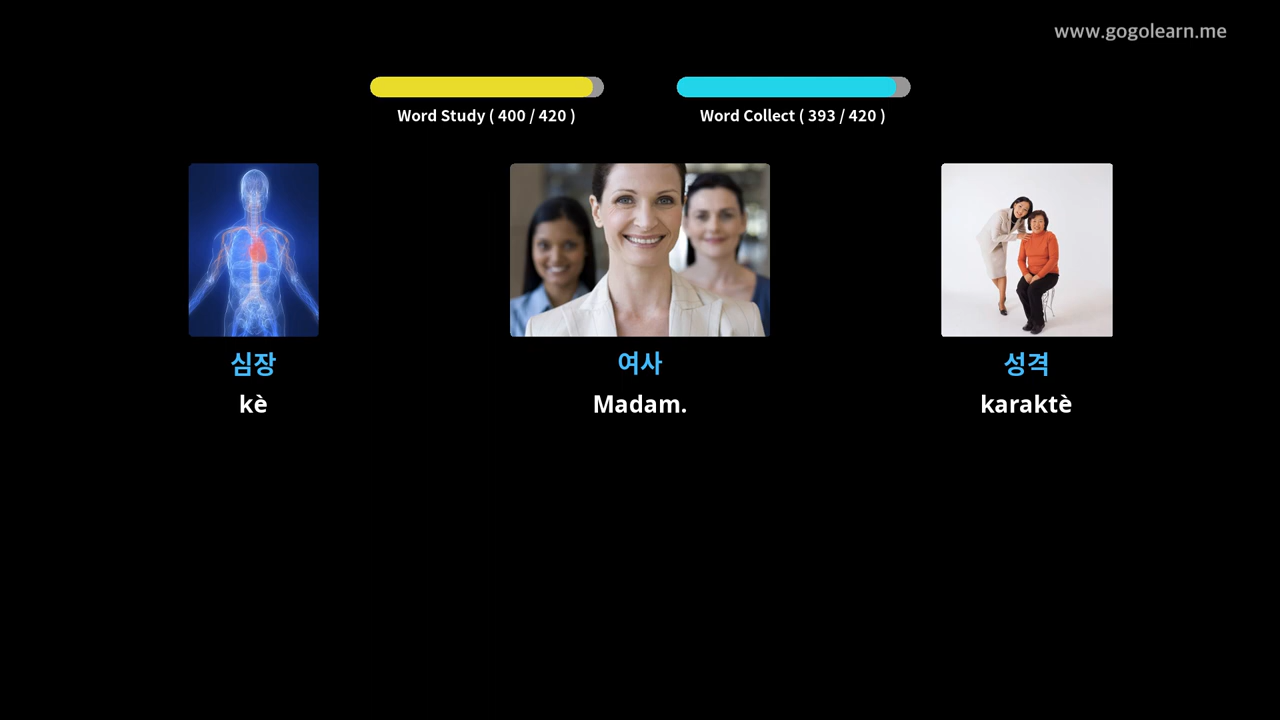 www.gogolearn.me
Word Study ( 400 / 420 )
Word Collect ( 393 / 420 )
심장
여사
성격
kè
Madam.
karaktè